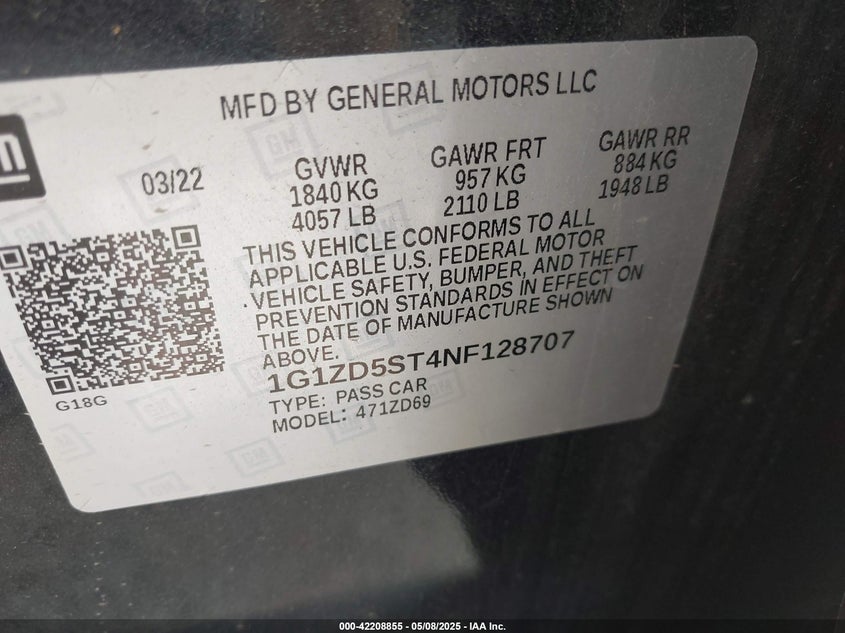 MFD BY GENERAL MOTORS LLC
03/22
GVWR
1840 KG
4057 LB
GAWR FRT
957 KG
2110 LB
GAWR RR
884 KG
1948 LB
THIS VEHICLE CONFORMS TO ALL
APPLICABLE U.S. FEDERAL MOTOR
VEHICLE SAFETY, BUMPER, AND THEFT
PREVENTION STANDARDS IN EFFECT ON
THE DATE OF MANUFACTURE SHOWN
ABOVE.
1G1ZD5ST4NF128707
TYPE: PASS CAR
MODEL: 471ZD69
G18G
000-42208855 - 05/08/2025 - IAA Inc.